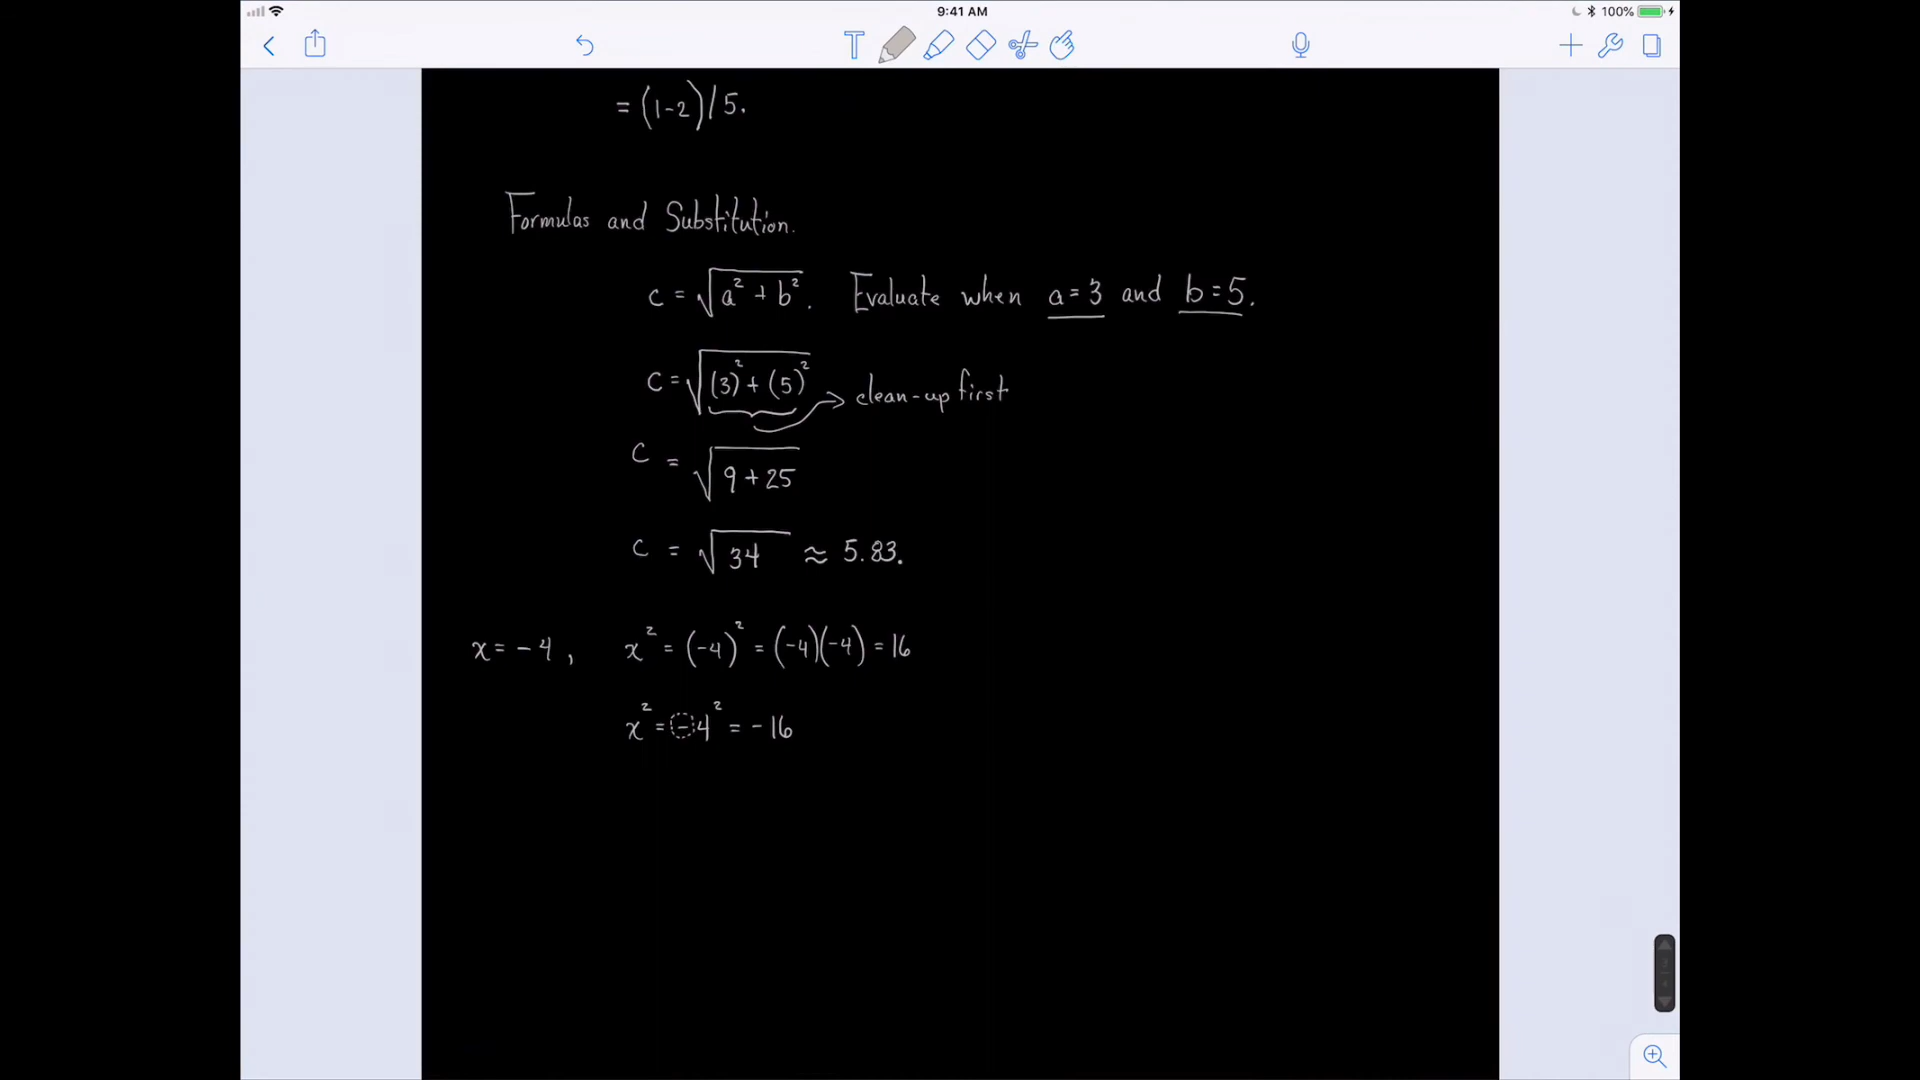 9:41 AM
100%
T
= (1-2)/5.
Formulas and Substitution.
c = √(a² + b²). Evaluate when a = 3 and b = 5.
c = √((3)² + (5)²) → clean-up first
c = √(9 + 25)
c = √34 ≈ 5.83.
x = -4, x² = (-4)² = (-4)(-4) = 16
x² = -4² = -16